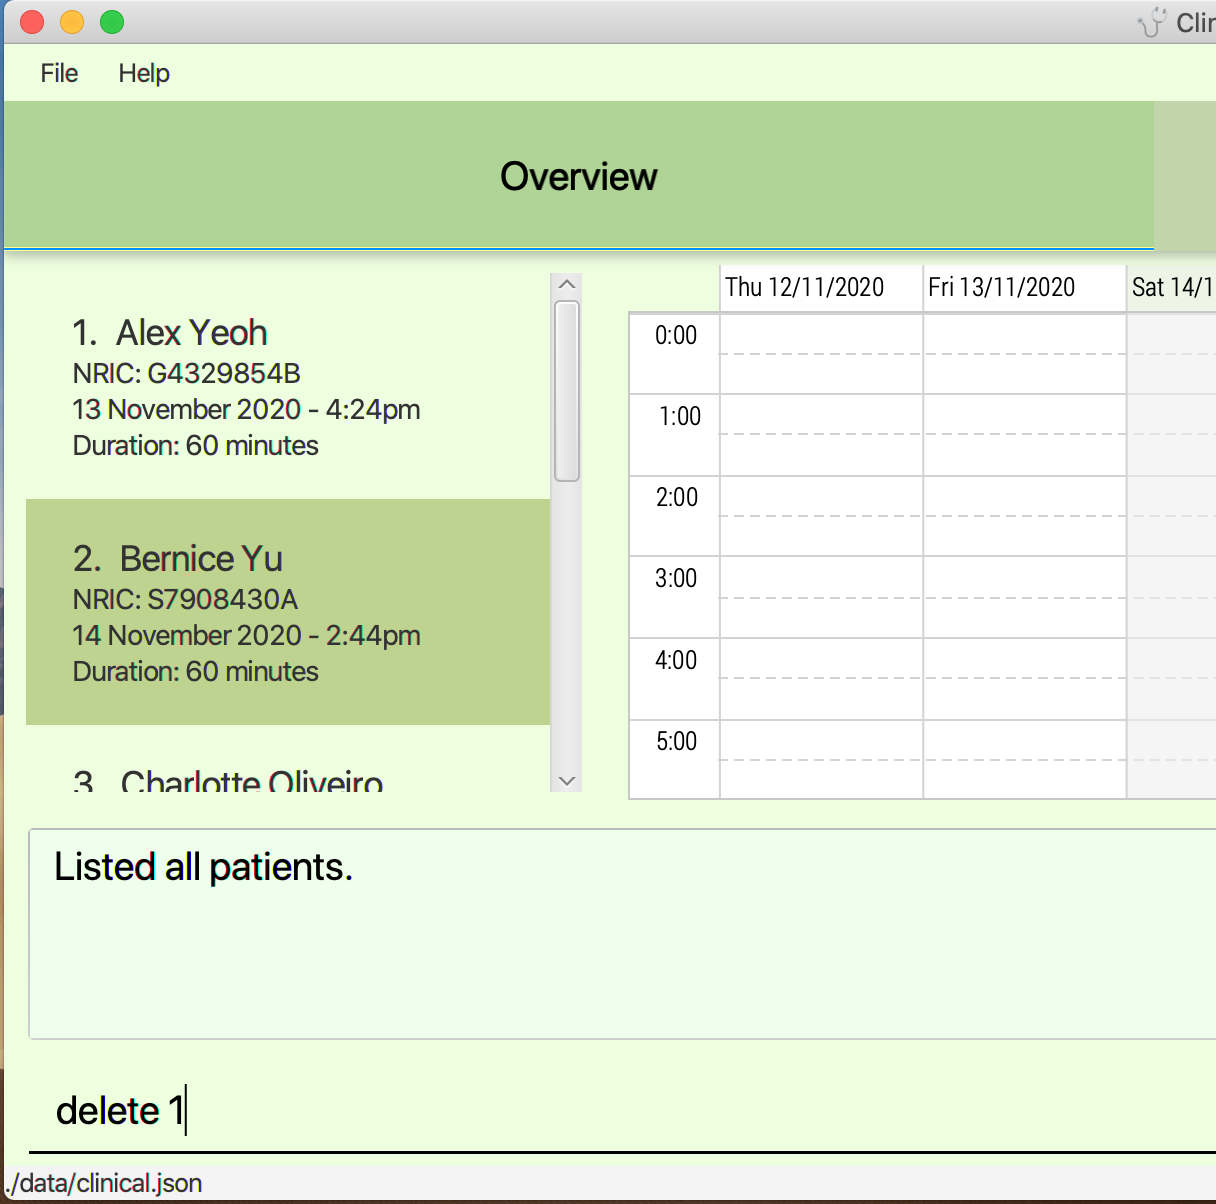 Clin
File Help
Overview
1. Alex Yeoh
NRIC: G4329854B
13 November 2020 - 4:24pm
Duration: 60 minutes
2. Bernice Yu
NRIC: S7908430A
14 November 2020 - 2:44pm
Duration: 60 minutes
3 Charlotte Oliveiro
Thu 12/11/2020 Fri 13/11/2020 Sat 14/1
0:00
1:00
2:00
3:00
4:00
5:00
Listed all patients.
delete 1
./data/clinical.json